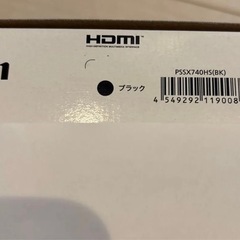 HDMI
HIGH-DEFINITION MULTIMEDIA INTERFACE
n
ブラック
PSSX740HS(BK)
4 549292 119008